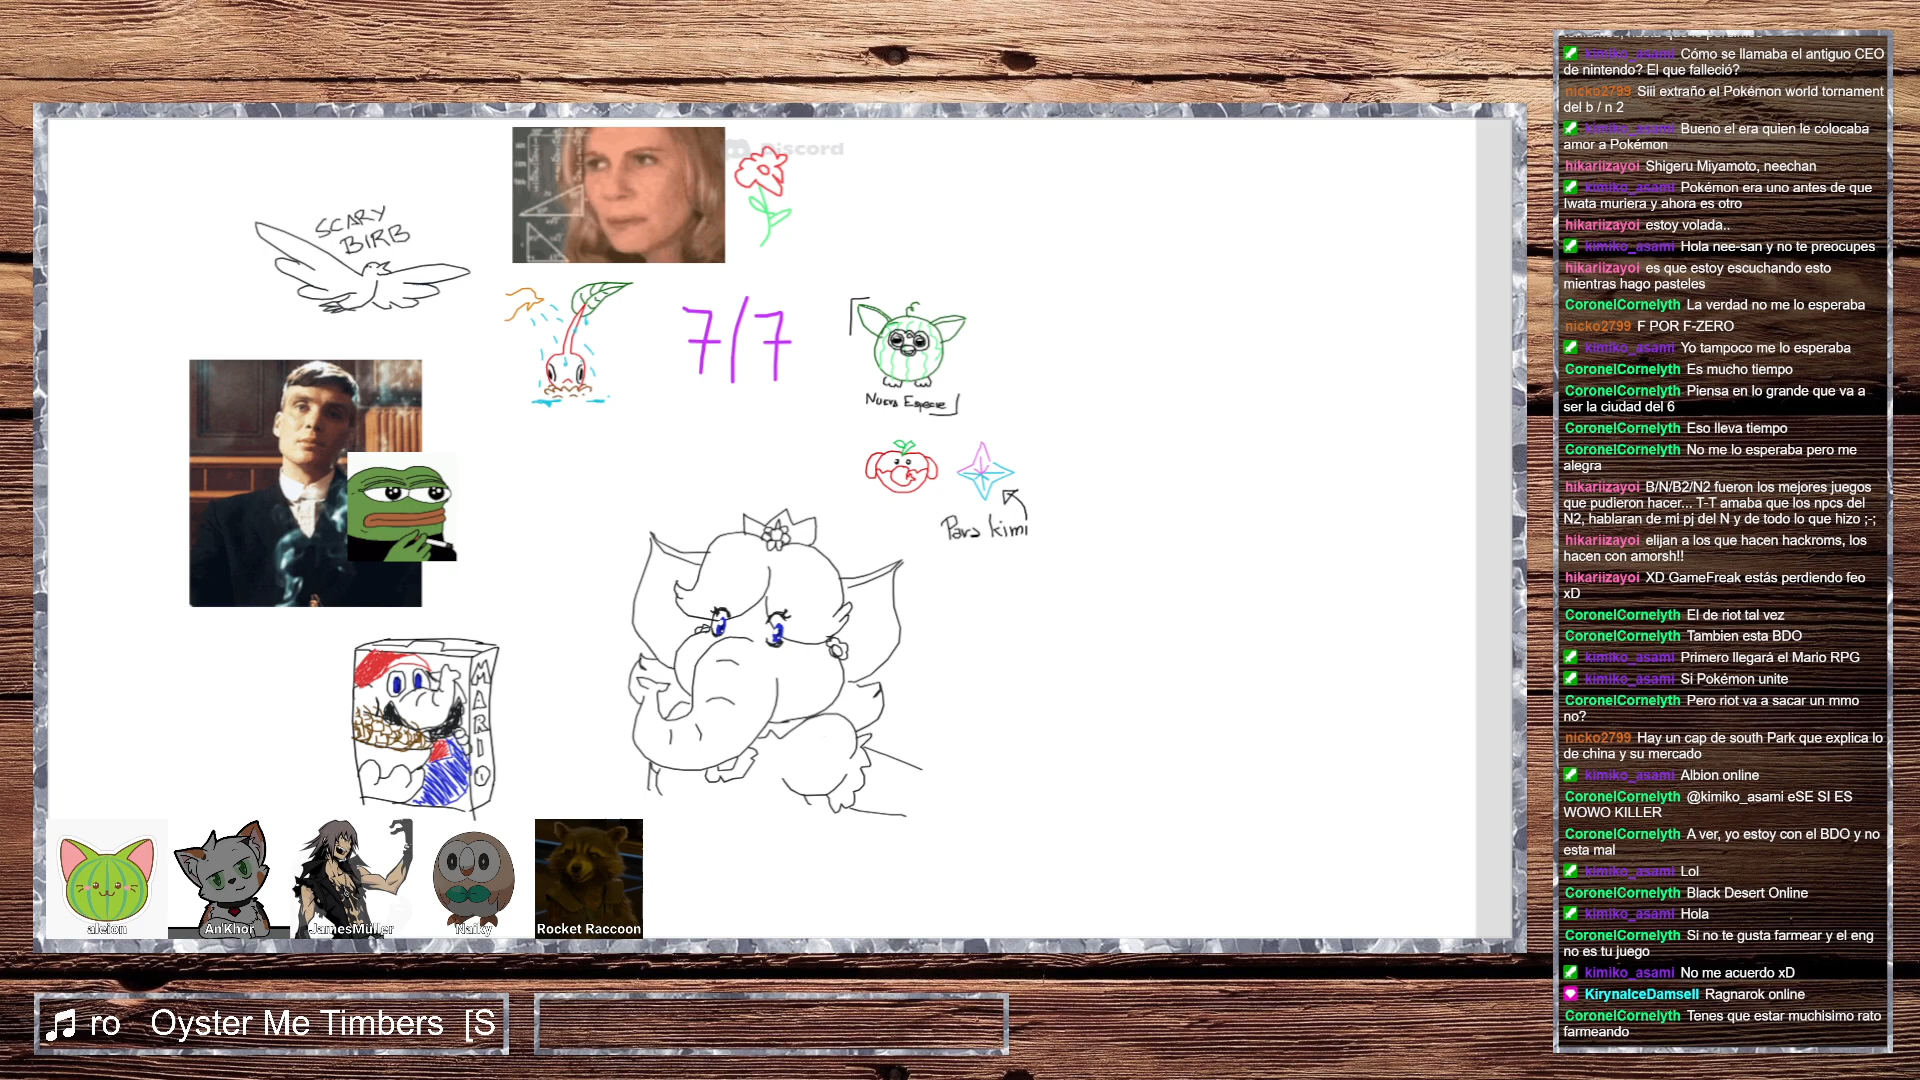 Discord
SCARY
BIRB
7/7
Nueva Especie
Para kimi
MARIO
aleion
An'Khor
JamesMüller
Naiky
Rocket Raccoon
ro Oyster Me Timbers [S
kimiko_asami Cómo se llamaba el antiguo CEO
de nintendo? El que falleció?
nicko2799 Siii extraño el Pokémon world tornament
del b / n 2
kimiko_asami Bueno el era quien le colocaba
amor a Pokémon
hikariizayoi Shigeru Miyamoto, neechan
kimiko_asami Pokémon era uno antes de que
Iwata muriera y ahora es otro
hikariizayoi estoy volada..
kimiko_asami Hola nee-san y no te preocupes
hikariizayoi es que estoy escuchando esto
mientras hago pasteles
CoronelCornelyth La verdad no me lo esperaba
nicko2799 F POR F-ZERO
kimiko_asami Yo tampoco me lo esperaba
CoronelCornelyth Es mucho tiempo
CoronelCornelyth Piensa en lo grande que va a
ser la ciudad del 6
CoronelCornelyth Eso lleva tiempo
CoronelCornelyth No me lo esperaba pero me
alegra
hikariizayoi B/N/B2/N2 fueron los mejores juegos
que pudieron hacer... T-T amaba que los npcs del
N2, hablaran de mi pj del N y de todo lo que hizo ;-;
hikariizayoi elijan a los que hacen hackroms, los
hacen con amorsh!!
hikariizayoi XD GameFreak estás perdiendo feo
xD
CoronelCornelyth El de riot tal vez
CoronelCornelyth Tambien esta BDO
kimiko_asami Primero llegará el Mario RPG
kimiko_asami Si Pokémon unite
CoronelCornelyth Pero riot va a sacar un mmo
no?
nicko2799 Hay un cap de south Park que explica lo
de china y su mercado
kimiko_asami Albion online
CoronelCornelyth @kimiko_asami eSE SI ES
WOWO KILLER
CoronelCornelyth A ver, yo estoy con el BDO y no
esta mal
kimiko_asami Lol
CoronelCornelyth Black Desert Online
kimiko_asami Hola
CoronelCornelyth Si no te gusta farmear y el eng
no es tu juego
kimiko_asami No me acuerdo xD
KirynaIceDamsell Ragnarok online
CoronelCornelyth Tenes que estar muchisimo rato
farmeando